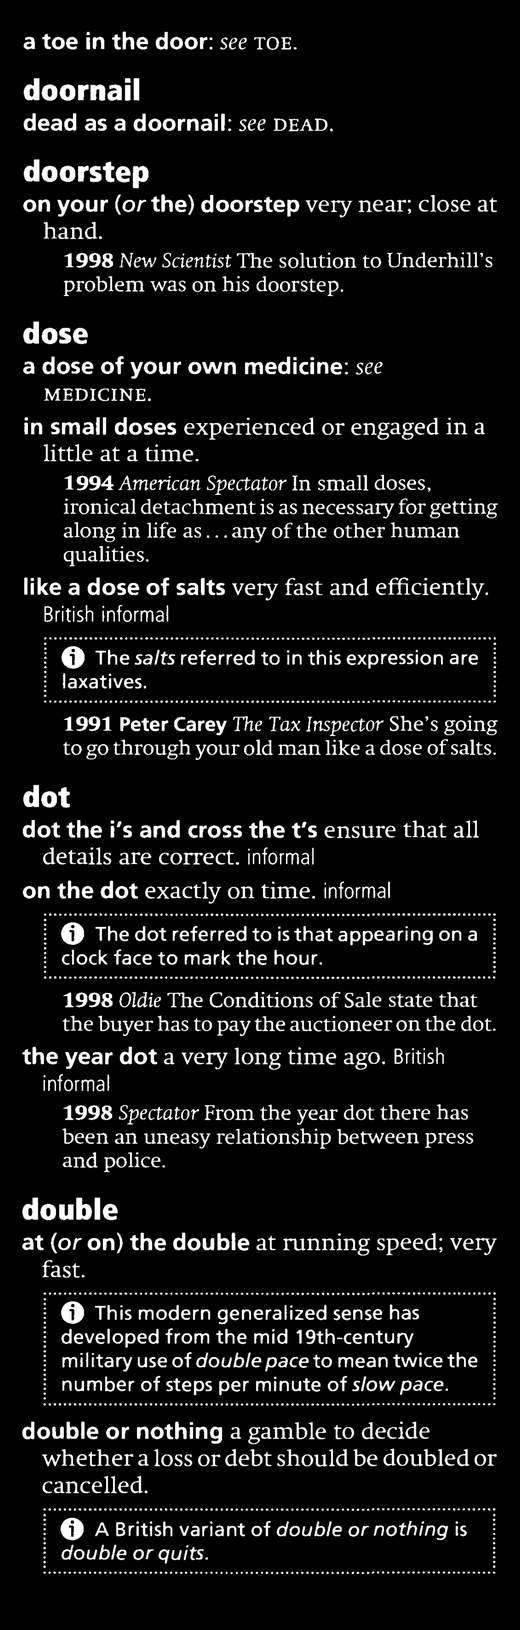 a toe in the door: see TOE.
doornail
dead as a doornail: see DEAD.
doorstep
on your (or the) doorstep very near; close at
hand.
1998 New Scientist The solution to Underhill's
problem was on his doorstep.
dose
a dose of your own medicine: see
MEDICINE.
in small doses experienced or engaged in a
little at a time.
1994 American Spectator In small doses,
ironical detachment is as necessary for getting
along in life as...any of the other human
qualities.
like a dose of salts very fast and efficiently.
British informal
i The salts referred to in this expression are
laxatives.
1991 Peter Carey The Tax Inspector She's going
to go through your old man like a dose of salts.
dot
dot the i's and cross the t's ensure that all
details are correct. informal
on the dot exactly on time. informal
i The dot referred to is that appearing on a
clock face to mark the hour.
1998 Oldie The Conditions of Sale state that
the buyer has to pay the auctioneer on the dot.
the year dot a very long time ago. British
informal
1998 Spectator From the year dot there has
been an uneasy relationship between press
and police.
double
at (or on) the double at running speed; very
fast.
i This modern generalized sense has
developed from the mid 19th-century
military use of double pace to mean twice the
number of steps per minute of slow pace.
double or nothing a gamble to decide
whether a loss or debt should be doubled or
cancelled.
i A British variant of double or nothing is
double or quits.